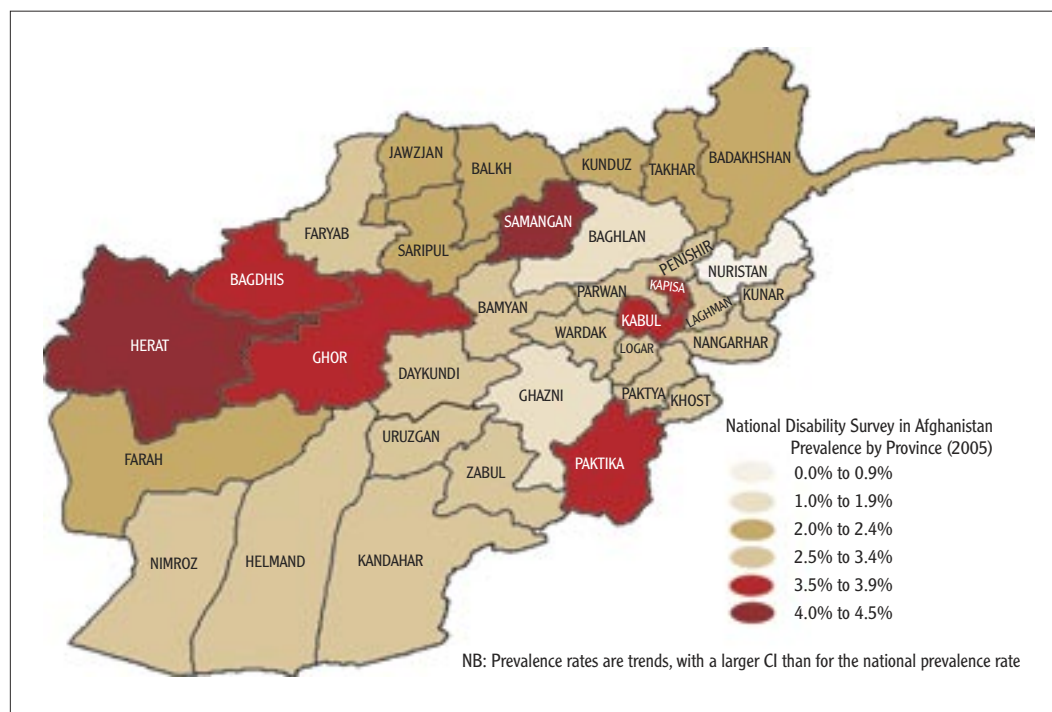 JAWZJAN
BALKH
KUNDUZ
TAKHAR
BADAKHSHAN
FARYAB
SARIPUL
SAMANGAN
BAGHLAN
PENJSHIR
NURISTAN
BAGDHIS
BAMYAN
PARWAN
KAPISA
KUNAR
LAGHMAN
KABUL
WARDAK
NANGARHAR
HERAT
GHOR
LOGAR
DAYKUNDI
GHAZNI
PAKTYA
KHOST
URUZGAN
FARAH
ZABUL
PAKTIKA
NIMROZ
HELMAND
KANDAHAR
National Disability Survey in Afghanistan
Prevalence by Province (2005)
0.0% to 0.9%
1.0% to 1.9%
2.0% to 2.4%
2.5% to 3.4%
3.5% to 3.9%
4.0% to 4.5%
NB: Prevalence rates are trends, with a larger CI than for the national prevalence rate